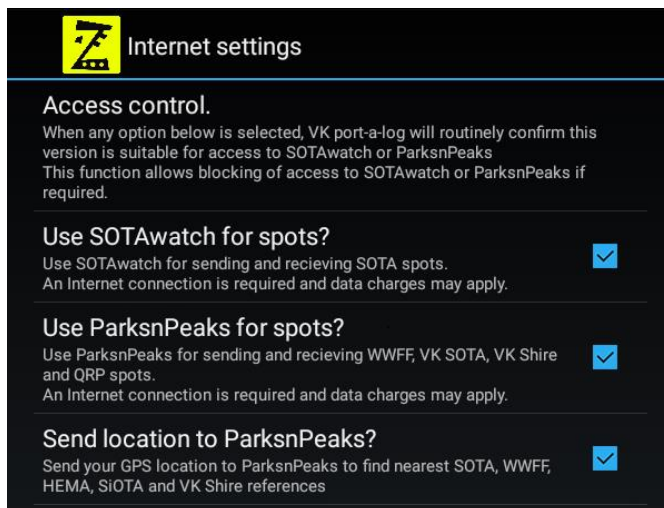 Internet settings
Access control.
When any option below is selected, VK port-a-log will routinely confirm this
version is suitable for access to SOTAwatch or ParksnPeaks
This function allows blocking of access to SOTAwatch or ParksnPeaks if
required.
Use SOTAwatch for spots?
Use SOTAwatch for sending and recieving SOTA spots.
An Internet connection is required and data charges may apply.
Use ParksnPeaks for spots?
Use ParksnPeaks for sending and recieving WWFF, VK SOTA, VK Shire
and QRP spots.
An Internet connection is required and data charges may apply.
Send location to ParksnPeaks?
Send your GPS location to ParksnPeaks to find nearest SOTA, WWFF,
HEMA, SiOTA and VK Shire references